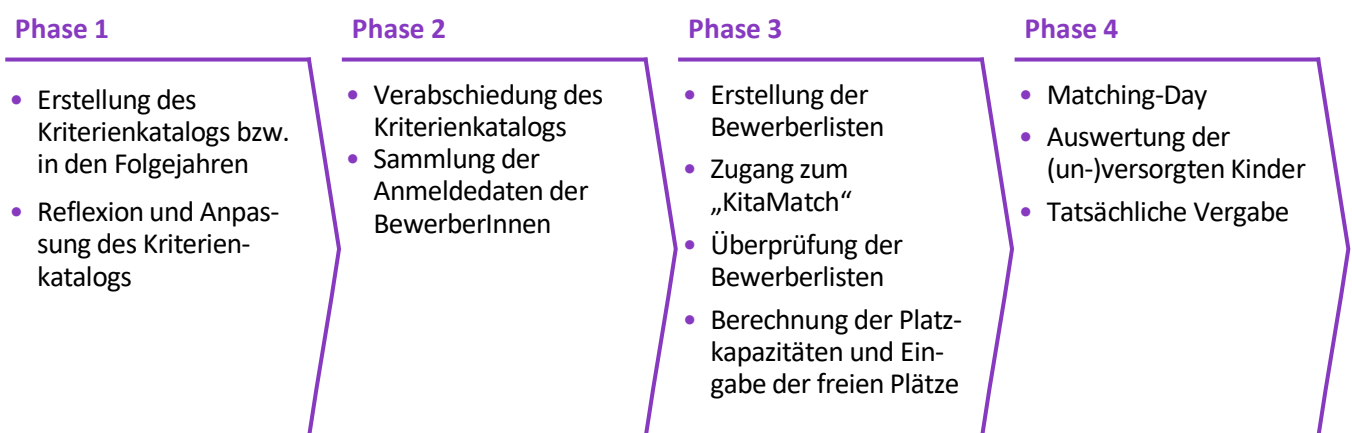 Phase 1
• Erstellung des
Kriterienkatalogs bzw.
in den Folgejahren
• Reflexion und Anpas-
sung des Kriterien-
katalogs
Phase 2
• Verabschiedung des
Kriterienkatalogs
• Sammlung der
Anmeldedaten der
BewerberInnen
Phase 3
• Erstellung der
Bewerberlisten
• Zugang zum
„KitaMatch“
• Überprüfung der
Bewerberlisten
• Berechnung der Platz-
kapazitäten und Ein-
gabe der freien Plätze
Phase 4
• Matching-Day
• Auswertung der
(un-)versorgten Kinder
• Tatsächliche Vergabe